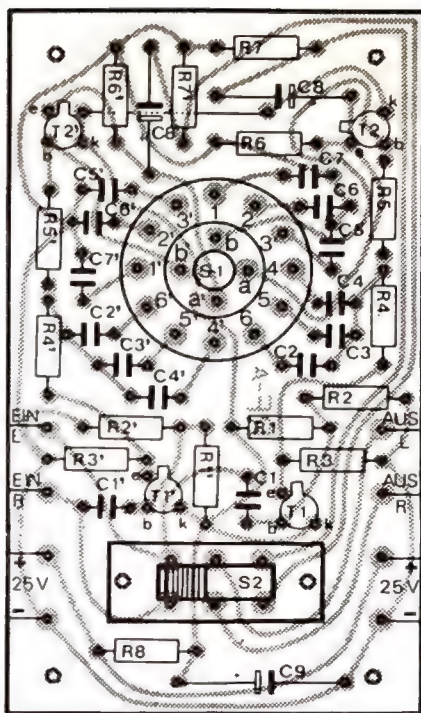 R7
R6'
R7'
C8
e
T2'
C8'
k
T2
k
b
R6
b
e
C7
C5'
C6
3'
1
2
R5
C6'
C5
R5'
2'
b
3
b'
C7'
1'
S1
4
a
6'
a'
5
C4
C2'
R4'
5'
4'
6
R4
C3'
C2
C3
C4'
R2
EIN
L
R2'
R1
AUS
L
R3'
R1'
R3
EIN
R
e
C1
e
AUS
R
C1'
T1'
T1
b
k
b
k
+
25V
-
S2
+
25V
-
R8
C9